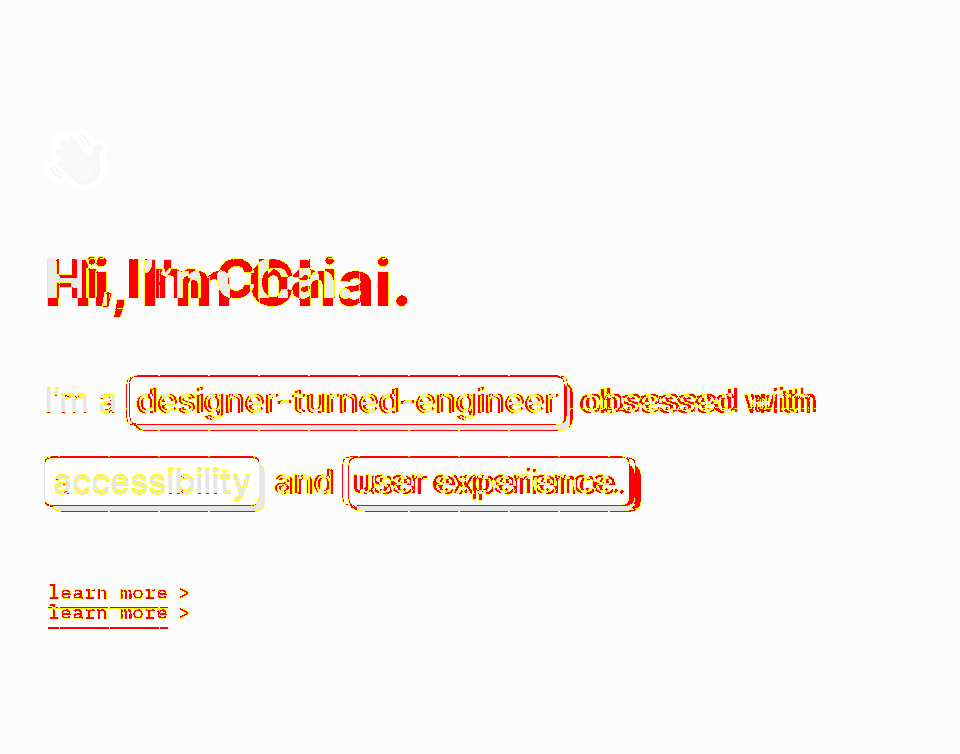 Hi, I'm Chai.
I'm a designer-turned-engineer obsessed with
accessibility and user experience.
learn more >
learn more >